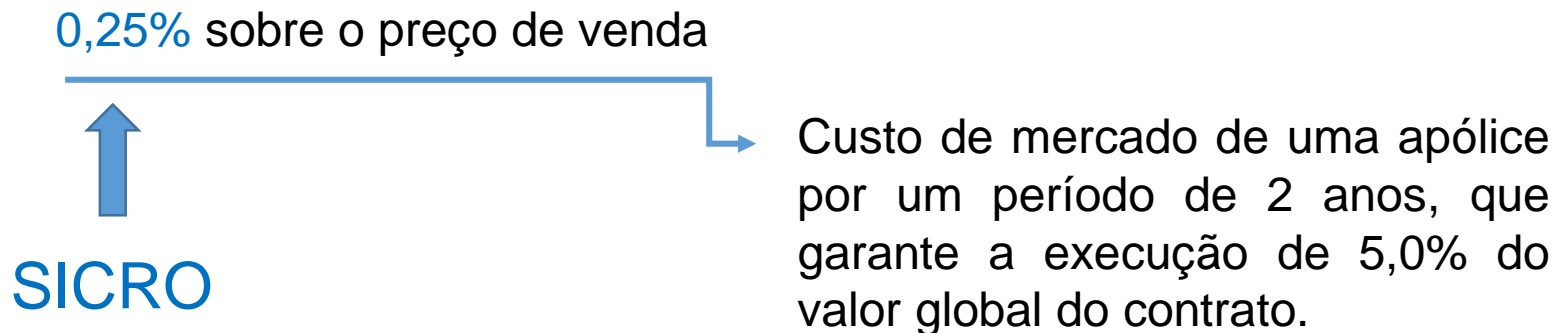 0,25% sobre o preço de venda
Custo de mercado de uma apólice
por um período de 2 anos, que
garante a execução de 5,0% do
valor global do contrato.
SICRO